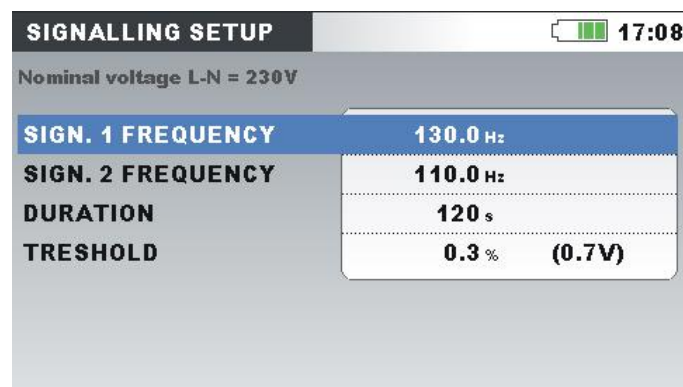 SIGNALLING SETUP 17:08
Nominal voltage L-N = 230V
SIGN. 1 FREQUENCY 130.0 Hz
SIGN. 2 FREQUENCY 110.0 Hz
DURATION 120 s
TRESHOLD 0.3 % (0.7V)